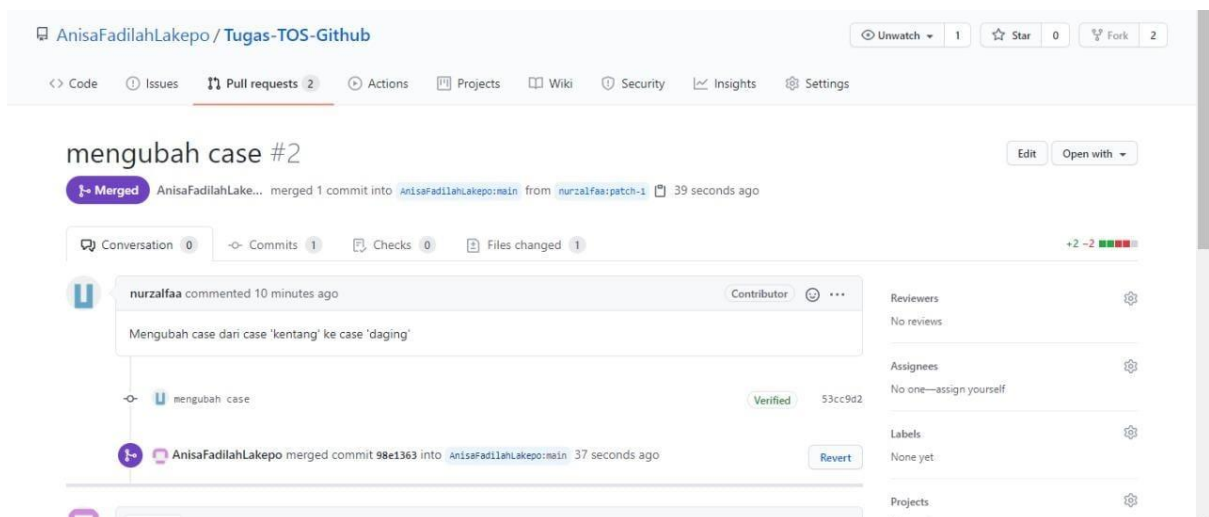 AnisaFadilahLakepo / Tugas-TOS-Github
Unwatch 1 Star 0 Fork 2
Code Issues Pull requests 2 Actions Projects Wiki Security Insights Settings
mengubah case #2
Edit Open with
Merged AnisaFadilahLake... merged 1 commit into AnisaFadilahLakepo:main from nurzalfaa:patch-1 39 seconds ago
Conversation 0 Commits 1 Checks 0 Files changed 1 +2 −2
nurzalfaa commented 10 minutes ago Contributor
Mengubah case dari case 'kentang' ke case 'daging'
mengubah case Verified 53cc9d2
AnisaFadilahLakepo merged commit 98e1363 into AnisaFadilahLakepo:main 37 seconds ago Revert
Reviewers
No reviews
Assignees
No one—assign yourself
Labels
None yet
Projects